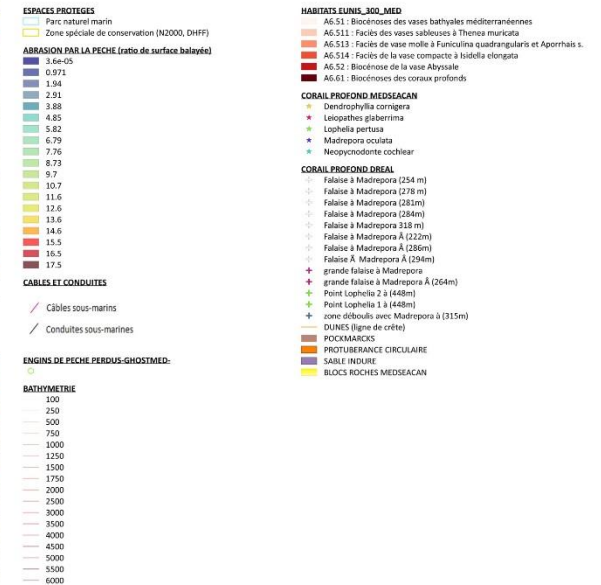 ESPACES PROTEGES
Parc naturel marin
Zone spéciale de conservation (N2000, DHFF)
ABRASION PAR LA PECHE (ratio de surface balayée)
3.6e-05
0.971
1.94
2.91
3.88
4.85
5.82
6.79
7.76
8.73
9.7
10.7
11.6
12.6
13.6
14.6
15.5
16.5
17.5
CABLES ET CONDUITES
Câbles sous-marins
Conduites sous-marines
ENGINS DE PECHE PERDUS-GHOSTMED-
BATHYMETRIE
100
250
500
750
1000
1250
1500
1750
2000
2500
3000
3500
4000
4500
5000
5500
6000
HABITATS EUNIS_300_MED
A6.51 : Biocénoses des vases bathyales méditerranéennes
A6.511 : Faciès des vases sableuses à Thenea muricata
A6.513 : Faciès de vase molle à Funiculina quadrangularis et Aporrhais s.
A6.514 : Faciès de la vase compacte à Isidella elongata
A6.52 : Biocénose de la vase Abyssale
A6.61 : Biocénoses des coraux profonds
CORAIL PROFOND MEDSEACAN
Dendrophyllia cornigera
Leiopathes glaberrima
Lophelia pertusa
Madrepora oculata
Neopycnodonte cochlear
CORAIL PROFOND DREAL
Falaise à Madrepora (254 m)
Falaise à Madrepora (278 m)
Falaise à Madrepora (281m)
Falaise à Madrepora (284m)
Falaise à Madrepora 318 m)
Falaise à Madrepora Â (222m)
Falaise à Madrepora Â (286m)
Falaise Ã Madrepora Â (294m)
grande falaise à Madrepora
grande falaise à Madrepora Â (264m)
Point Lophelia 2 à (448m)
Point Lophelia 1 à (448m)
zone déboulis avec Madrepora à (315m)
DUNES (ligne de crête)
POCKMARCKS
PROTUBERANCE CIRCULAIRE
SABLE INDURE
BLOCS ROCHES MEDSEACAN